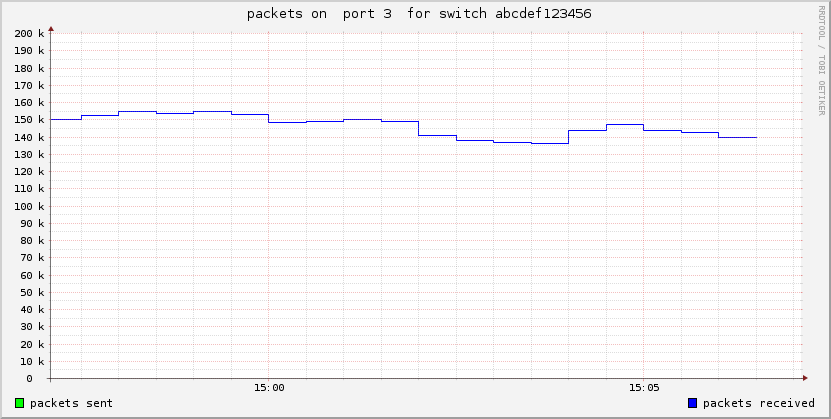 packets on port 3 for switch abcdef123456
RRDTOOL / TOBI OETIKER
200 k
190 k
180 k
170 k
160 k
150 k
140 k
130 k
120 k
110 k
100 k
90 k
80 k
70 k
60 k
50 k
40 k
30 k
20 k
10 k
0
15:00 15:05
packets sent packets received